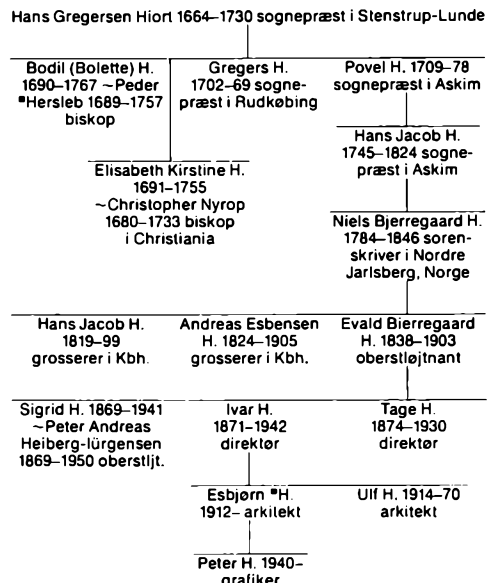 Hans Gregersen Hiort 1664–1730 sognepræst i Stenstrup-Lunde
Bodil (Bolette) H.
1690-1767 ~Peder
*Hersleb 1689–1757
biskop
Gregers H.
1702-69 sogne-
præst i Rudkøbing
Povel H. 1709-78
sognepræst i Askim
Elisabeth Kirstine H.
1691-1755
~Christopher Nyrop
1680-1733 biskop
i Christiania
Hans Jacob H.
1745–1824 sogne-
præst i Askim
Niels Bjerregaard H.
1784–1846 soren-
skriver i Nordre
Jarlsberg, Norge
Hans Jacob H.
1819-99
grosserer i Kbh.
Andreas Esbensen
H. 1824-1905
grosserer i Kbh.
Evald Bierregaard
H. 1838-1903
oberstløjtnant
Sigrid H. 1869–1941
~Peter Andreas
Heiberg-Iürgensen
1869–1950 oberstljt.
Ivar H.
1871–1942
direktør
Tage H.
1874-1930
direktør
Esbjørn *H.
1912– arkitekt
Ulf H. 1914–70
arkitekt
Peter H. 1940–
grafiker